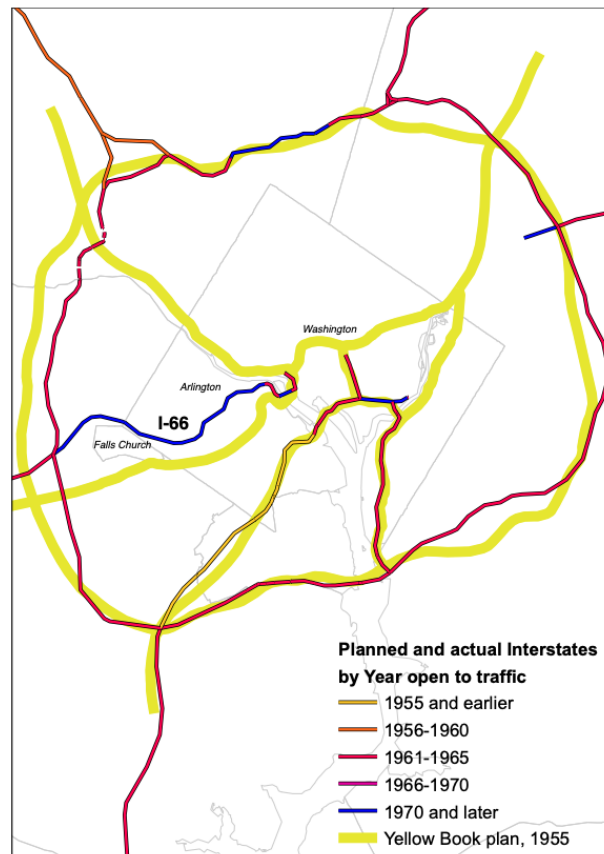 Washington
Arlington
I-66
Falls Church
Planned and actual Interstates
by Year open to traffic
1955 and earlier
1956-1960
1961-1965
1966-1970
1970 and later
Yellow Book plan, 1955